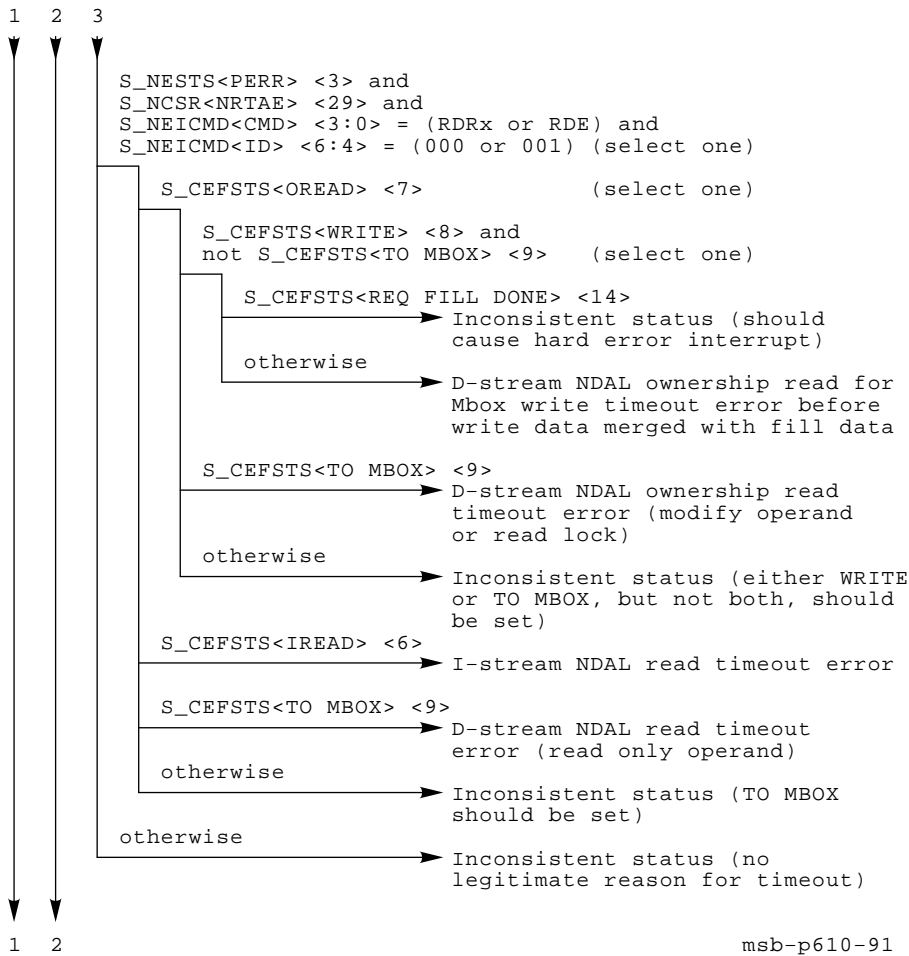 1 2 3
S_NESTS<PERR> <3> and
S_NCSR<NRTAE> <29> and
S_NEICMD<CMD> <3:0> = (RDRx or RDE) and
S_NEICMD<ID> <6:4> = (000 or 001) (select one)
S_CEFSTS<OREAD> <7> (select one)
S_CEFSTS<WRITE> <8> and
not S_CEFSTS<TO MBOX> <9> (select one)
S_CEFSTS<REQ FILL DONE> <14>
Inconsistent status (should
cause hard error interrupt)
otherwise
D-stream NDAL ownership read for
Mbox write timeout error before
write data merged with fill data
S_CEFSTS<TO MBOX> <9>
D-stream NDAL ownership read
timeout error (modify operand
or read lock)
otherwise
Inconsistent status (either WRITE
or TO MBOX, but not both, should
be set)
S_CEFSTS<IREAD> <6>
I-stream NDAL read timeout error
S_CEFSTS<TO MBOX> <9>
D-stream NDAL read timeout
error (read only operand)
otherwise
Inconsistent status (TO MBOX
should be set)
otherwise
Inconsistent status (no
legitimate reason for timeout)
1 2
msb-p610-91